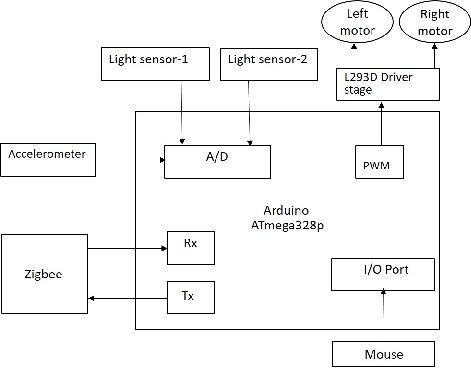 Left
motor
Right
motor
Light sensor-1
Light sensor-2
L293D Driver
stage
Accelerometer
A/D
PWM
Arduino
ATmega328p
Rx
Zigbee
I/O Port
Tx
Mouse